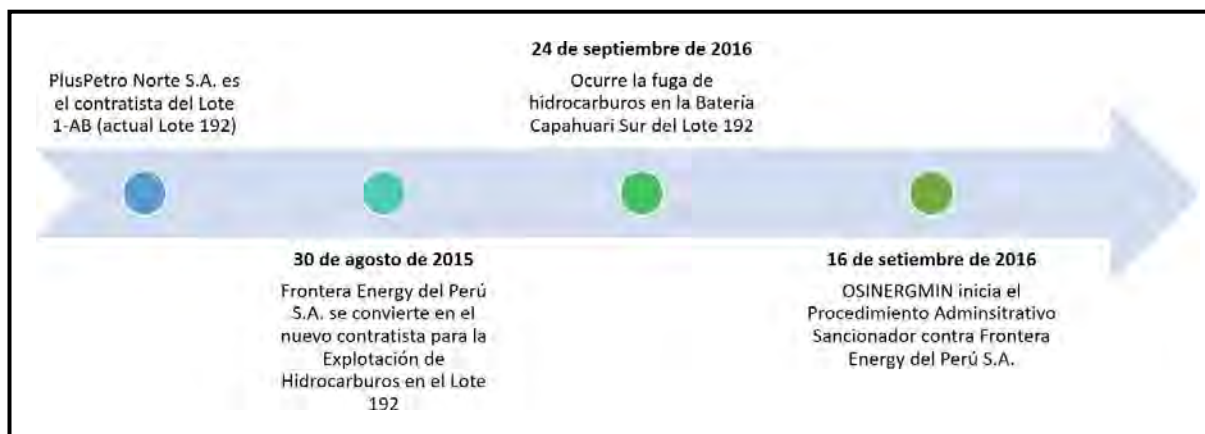 PlusPetro Norte S.A. es
el contratista del Lote
1-AB (actual Lote 192)
30 de agosto de 2015
Frontera Energy del Perú
S.A. se convierte en el
nuevo contratista para la
Explotación de
Hidrocarburos en el Lote
192
24 de septiembre de 2016
Ocurre la fuga de
hidrocarburos en la Batería
Capahuari Sur del Lote 192
16 de setiembre de 2016
OSINERGMIN inicia el
Procedimiento Adminsitrativo
Sancionador contra Frontera
Energy del Perú S.A.